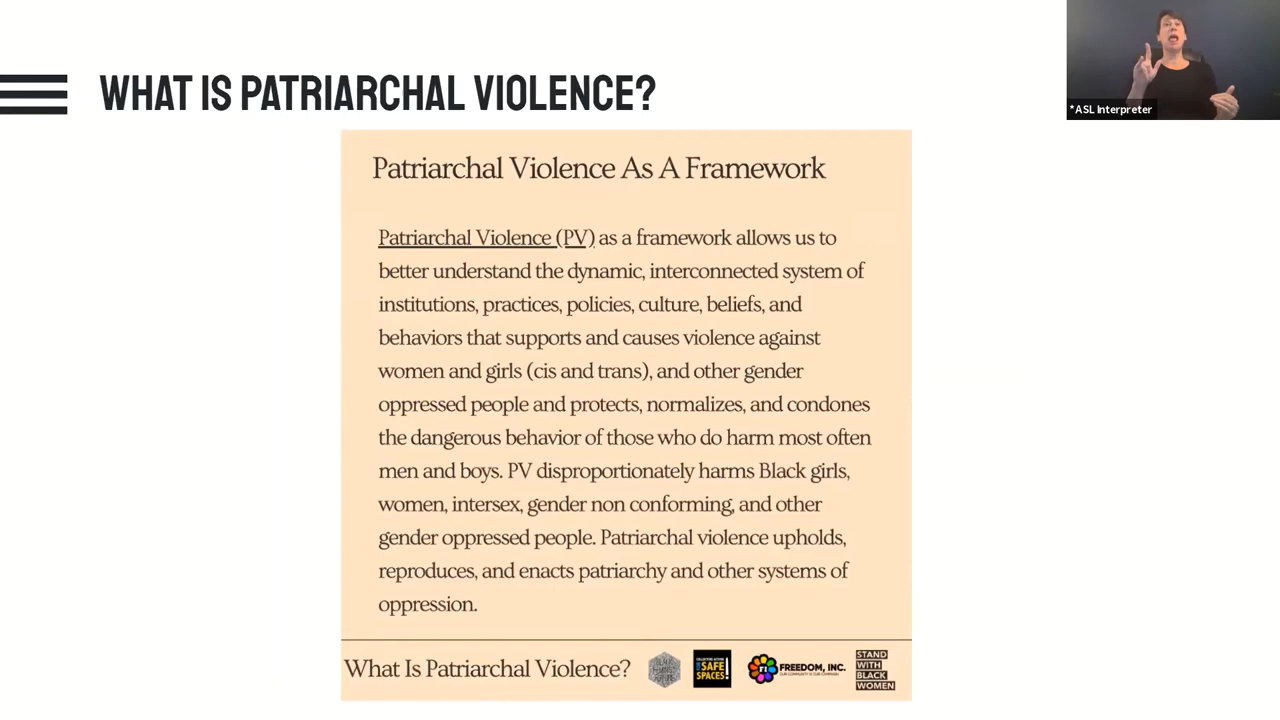 WHAT IS PATRIARCHAL VIOLENCE?
*ASL Interpreter
Patriarchal Violence As A Framework
Patriarchal Violence (PV) as a framework allows us to
better understand the dynamic, interconnected system of
institutions, practices, policies, culture, beliefs, and
behaviors that supports and causes violence against
women and girls (cis and trans), and other gender
oppressed people and protects, normalizes, and condones
the dangerous behavior of those who do harm most often
men and boys. PV disproportionately harms Black girls,
women, intersex, gender non conforming, and other
gender oppressed people. Patriarchal violence upholds,
reproduces, and enacts patriarchy and other systems of
oppression.
What Is Patriarchal Violence?
SAFE
SPACES!
FREEDOM, INC.
OUR COMMUNITY IS OUR CAMPAIGN
STAND
WITH
BLACK
WOMEN